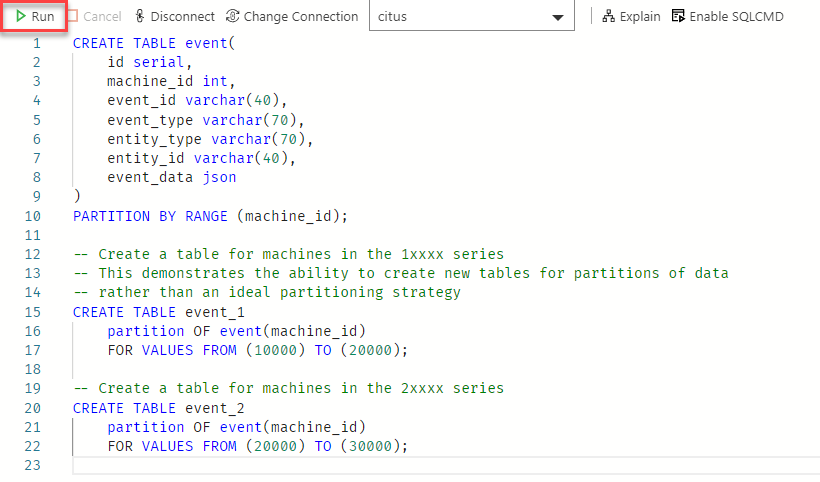 Run Cancel Disconnect Change Connection citus Explain Enable SQLCMD
1 CREATE TABLE event(
2 id serial,
3 machine_id int,
4 event_id varchar(40),
5 event_type varchar(70),
6 entity_type varchar(70),
7 entity_id varchar(40),
8 event_data json
9 )
10 PARTITION BY RANGE (machine_id);
11
12 -- Create a table for machines in the 1xxxx series
13 -- This demonstrates the ability to create new tables for partitions of data
14 -- rather than an ideal partitioning strategy
15 CREATE TABLE event_1
16 partition OF event(machine_id)
17 FOR VALUES FROM (10000) TO (20000);
18
19 -- Create a table for machines in the 2xxxx series
20 CREATE TABLE event_2
21 partition OF event(machine_id)
22 FOR VALUES FROM (20000) TO (30000);
23